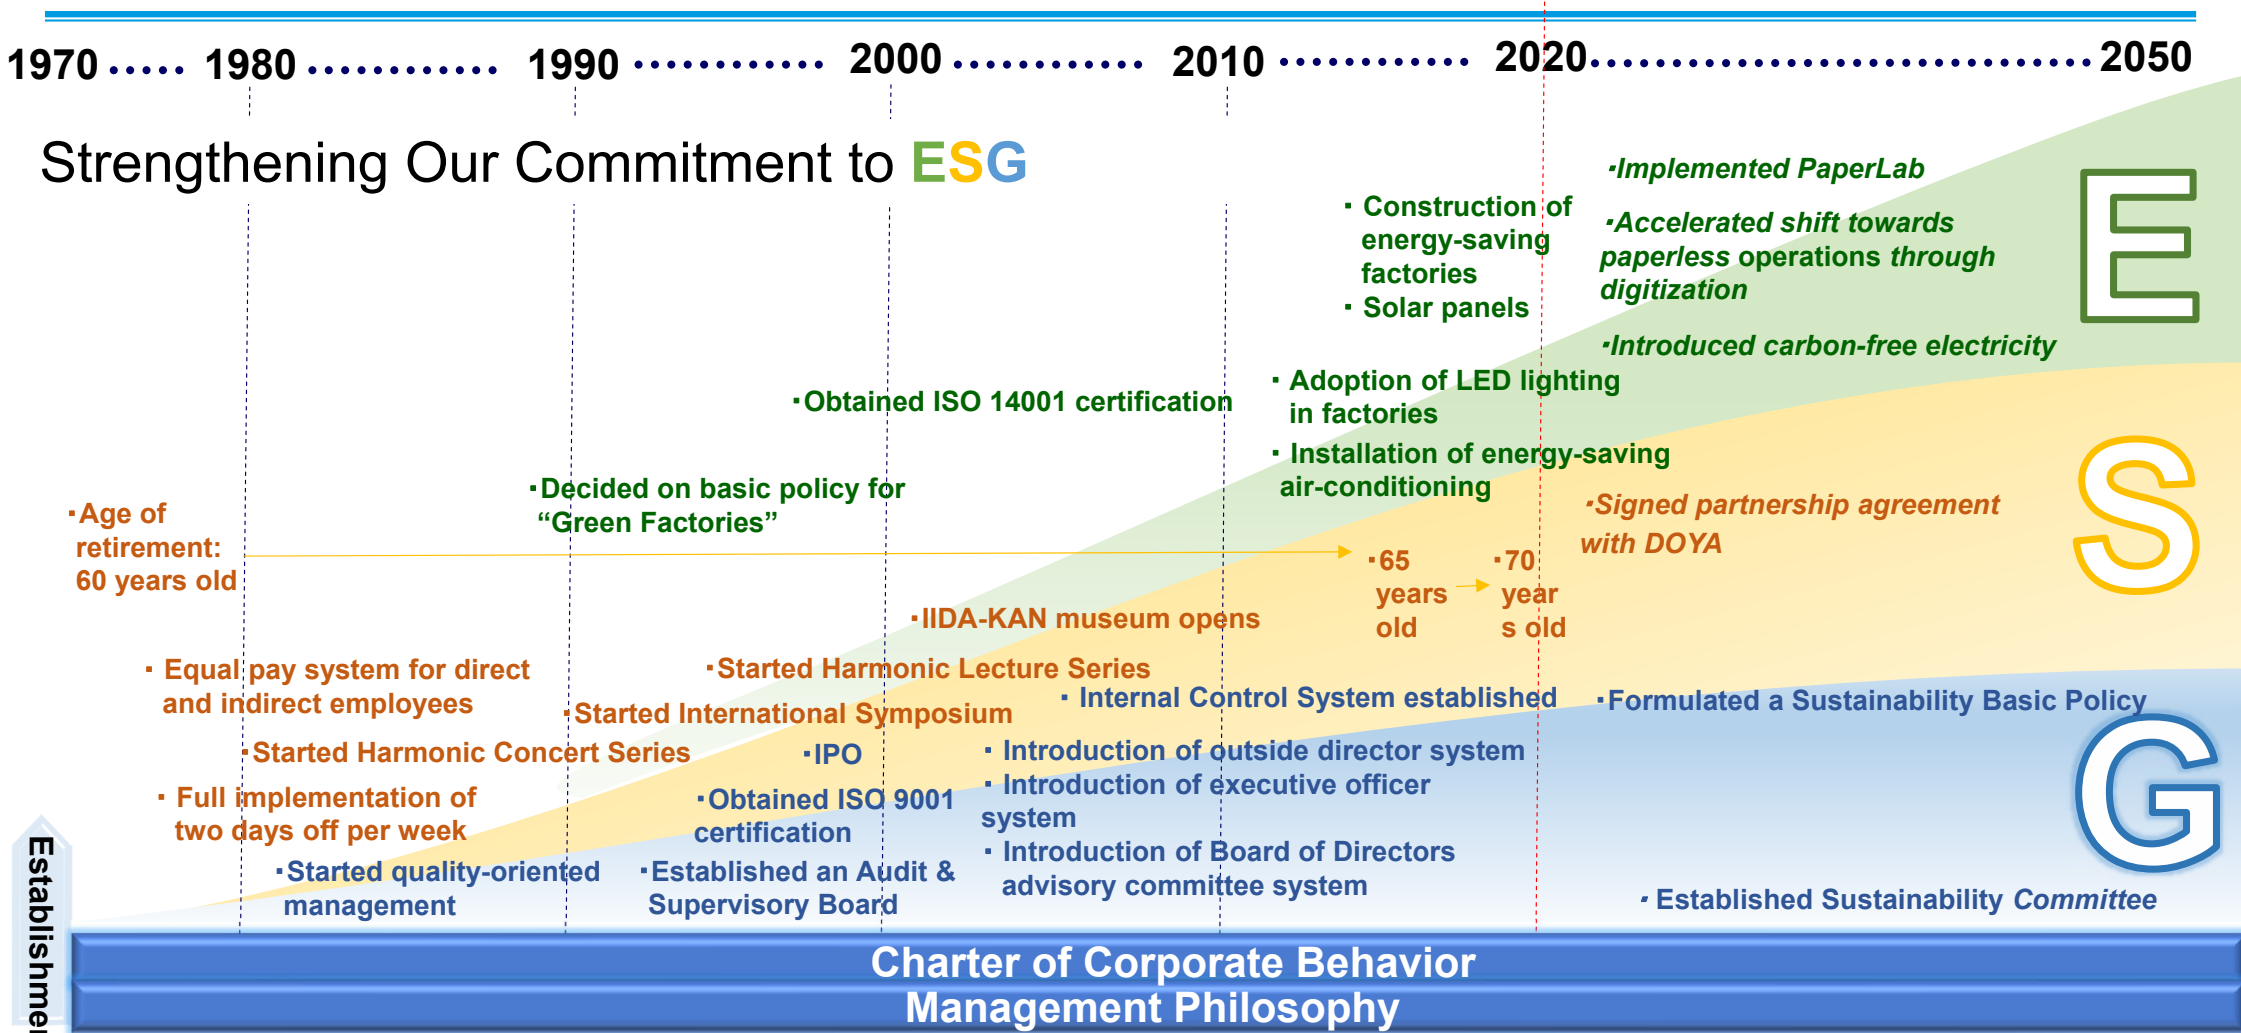 1970 ..... 1980 ............ 1990 ............ 2000 ............ 2010 ............ 2020 ................................ 2050
Strengthening Our Commitment to ESG
・Implemented PaperLab
・Accelerated shift towards
paperless operations through
digitization
・Introduced carbon-free electricity
E
・Construction of
energy-saving
factories
・Solar panels
・Adoption of LED lighting
in factories
・Installation of energy-saving
air-conditioning
・Obtained ISO 14001 certification
・Decided on basic policy for
“Green Factories”
・Age of
retirement:
60 years old
・65
years
old
・70
year
s old
・Signed partnership agreement
with DOYA
S
・IIDA-KAN museum opens
・Equal pay system for direct
and indirect employees
・Started Harmonic Lecture Series
・Started International Symposium
・Started Harmonic Concert Series
・Full implementation of
two days off per week
・Internal Control System established
・Formulated a Sustainability Basic Policy
G
・IPO
・Introduction of outside director system
・Introduction of executive officer
system
・Introduction of Board of Directors
advisory committee system
・Obtained ISO 9001
certification
・Started quality-oriented
management
・Established an Audit &
Supervisory Board
・Established Sustainability Committee
Establishme
Charter of Corporate Behavior
Management Philosophy